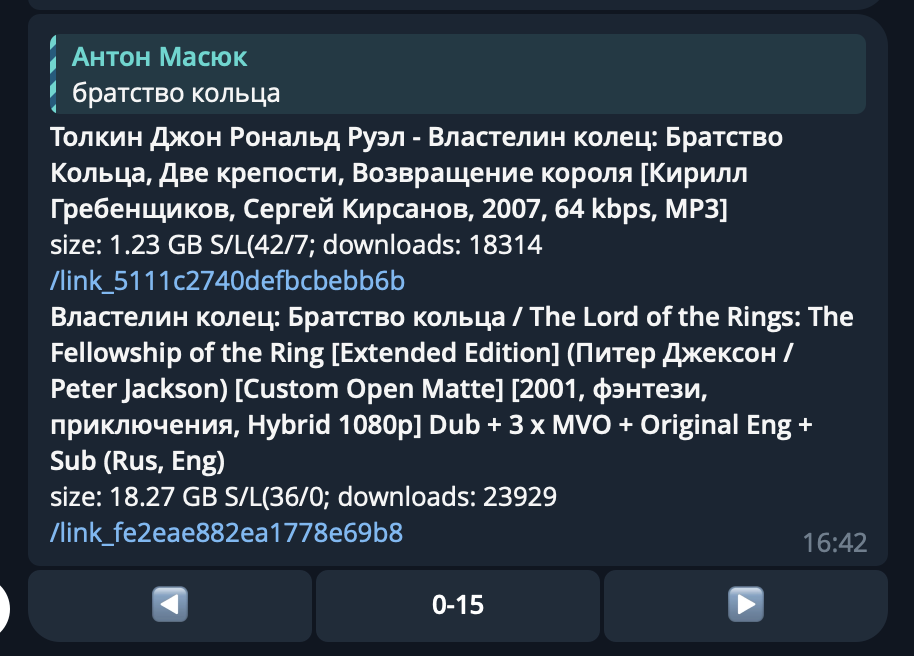 Антон Масюк
братство кольца
Толкин Джон Рональд Руэл - Властелин колец: Братство
Кольца, Две крепости, Возвращение короля [Кирилл
Гребенщиков, Сергей Кирсанов, 2007, 64 kbps, MP3]
size: 1.23 GB S/L(42/7; downloads: 18314
/link_5111c2740defbcbebb6b
Властелин колец: Братство кольца / The Lord of the Rings: The
Fellowship of the Ring [Extended Edition] (Питер Джексон /
Peter Jackson) [Custom Open Matte] [2001, фэнтези,
приключения, Hybrid 1080p] Dub + 3 x MVO + Original Eng +
Sub (Rus, Eng)
size: 18.27 GB S/L(36/0; downloads: 23929
/link_fe2eae882ea1778e69b8
16:42
0-15